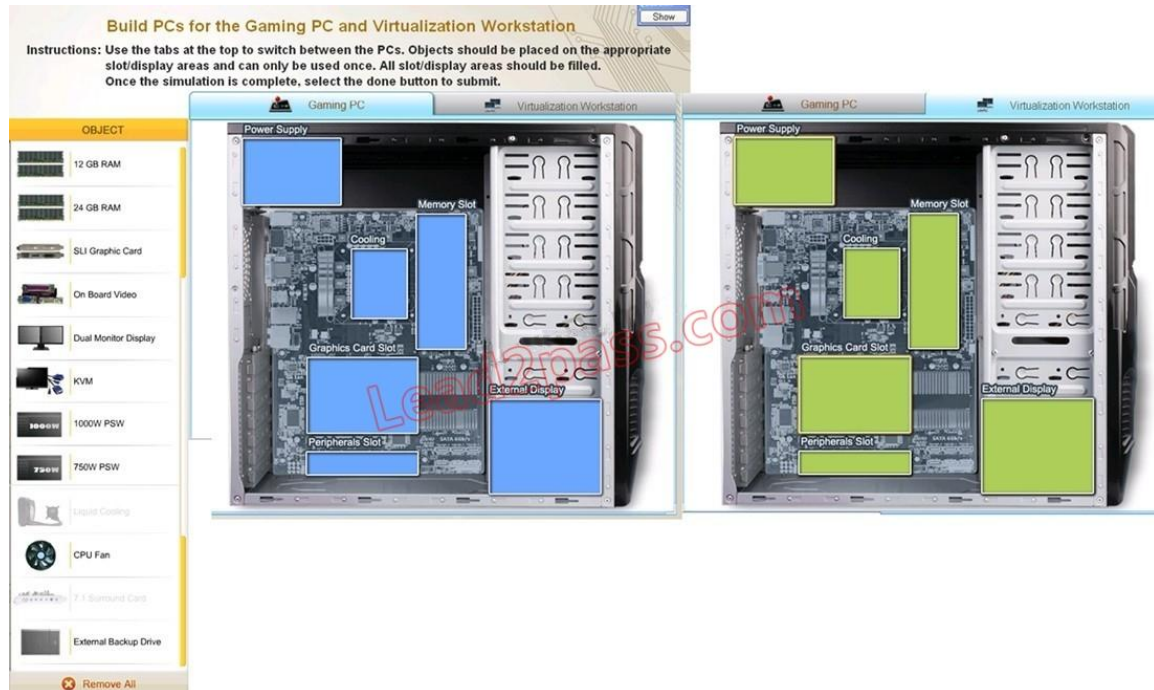 Build PCs for the Gaming PC and Virtualization Workstation
Show
Instructions: Use the tabs at the top to switch between the PCs. Objects should be placed on the appropriate
slot/display areas and can only be used once. All slot/display areas should be filled.
Once the simulation is complete, select the done button to submit.
Gaming PC
Virtualization Workstation
Gaming PC
Virtualization Workstation
OBJECT
12 GB RAM
24 GB RAM
SLI Graphic Card
On Board Video
Dual Monitor Display
KVM
1000W
1000W PSW
750W
750W PSW
Liquid Cooling
CPU Fan
7.1 Surround Card
External Backup Drive
Remove All
Power Supply
Memory Slot
Cooling
Graphics Card Slot
External Display
Peripherals Slot
SATA 6Gb/s
Power Supply
Memory Slot
Cooling
Graphics Card Slot
External Display
Peripherals Slot
SATA 6Gb/s
Lead2pass.com